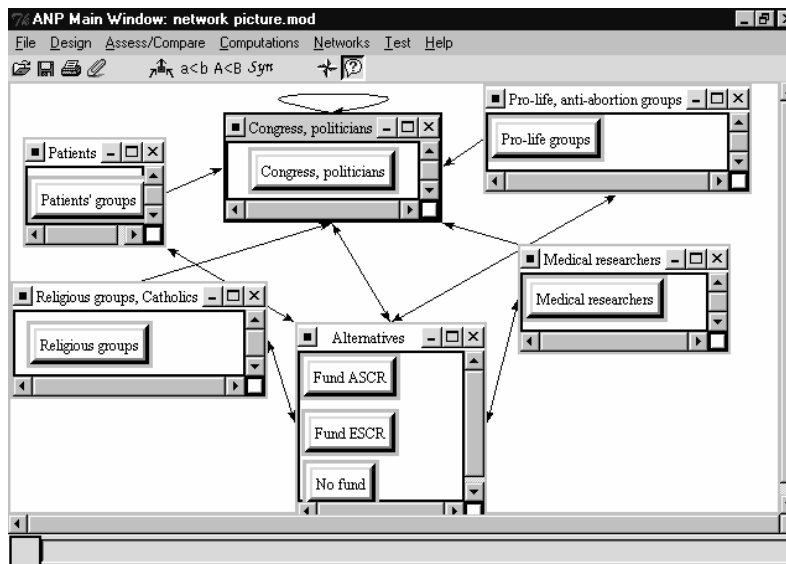 ANP Main Window: network picture.mod
File Design Assess/Compare Computations Networks Test Help
a<b A<B Syn
Pro-life, anti-abortion groups
Pro-life groups
Congress, politicians
Congress, politicians
Patients
Patients' groups
Medical researchers
Medical researchers
Religious groups, Catholics
Religious groups
Alternatives
Fund ASCR
Fund ESCR
No fund